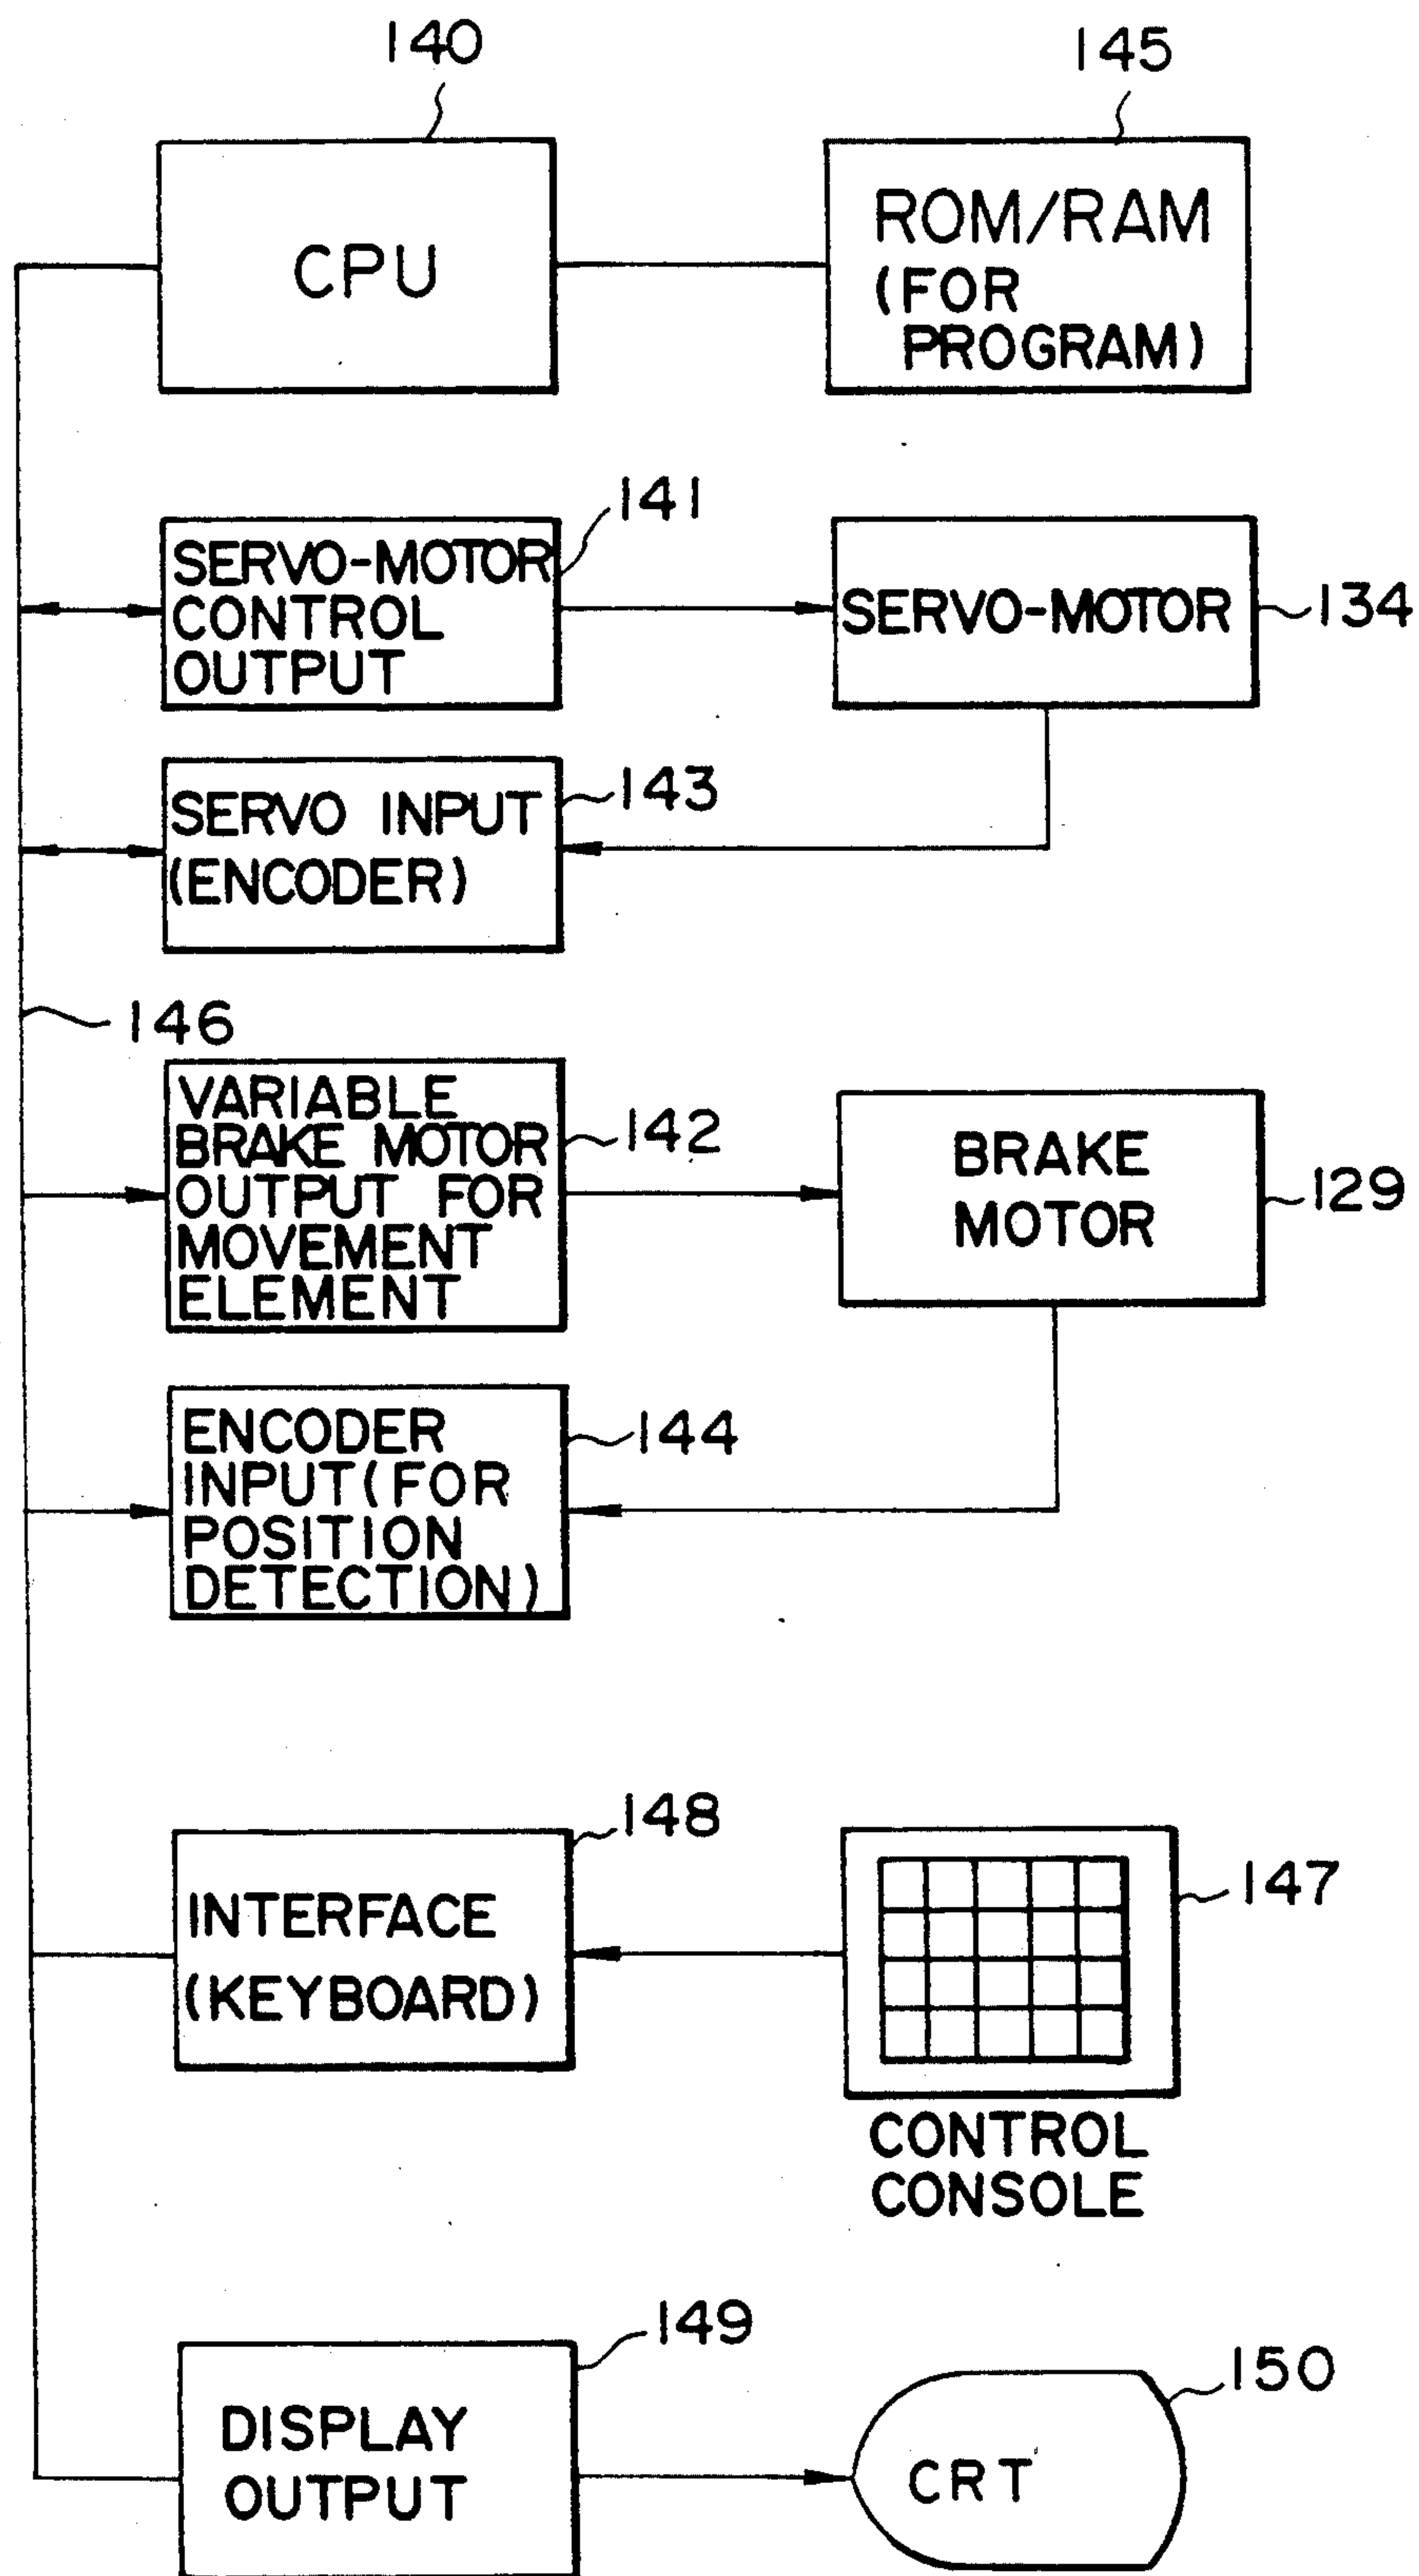 140
145
CPU
ROM/RAM
(FOR
PROGRAM)
141
SERVO-MOTOR
CONTROL
OUTPUT
SERVO-MOTOR
134
143
SERVO INPUT
(ENCODER)
146
VARIABLE
BRAKE MOTOR
OUTPUT FOR
MOVEMENT
ELEMENT
142
BRAKE
MOTOR
129
ENCODER
INPUT(FOR
POSITION
DETECTION)
144
148
INTERFACE
(KEYBOARD)
147
CONTROL
CONSOLE
149
DISPLAY
OUTPUT
150
CRT